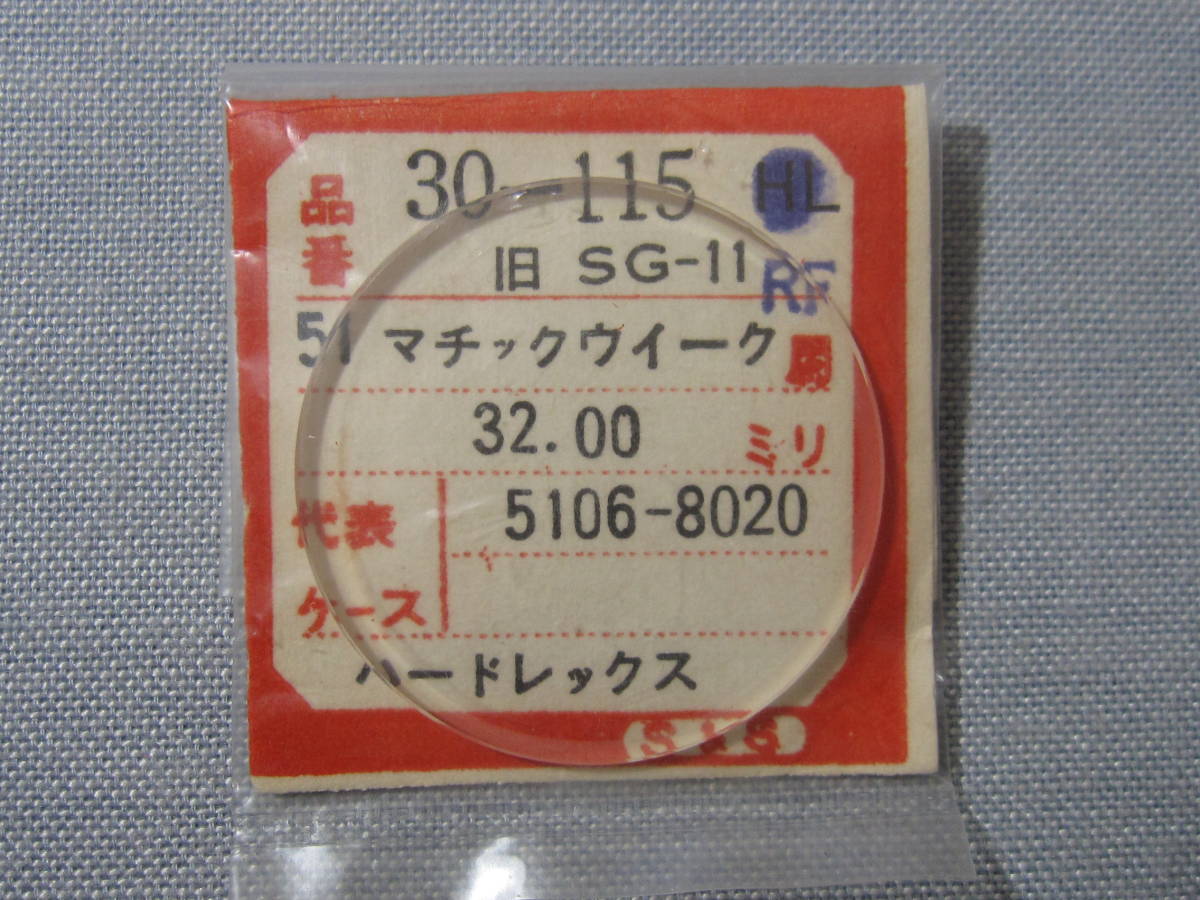 品番 30-115 HL
旧 SG-11 RF
51 マチックウイーク 用
32.00 ミリ
代表ケース 5106-8020
ハードレックス
S & S